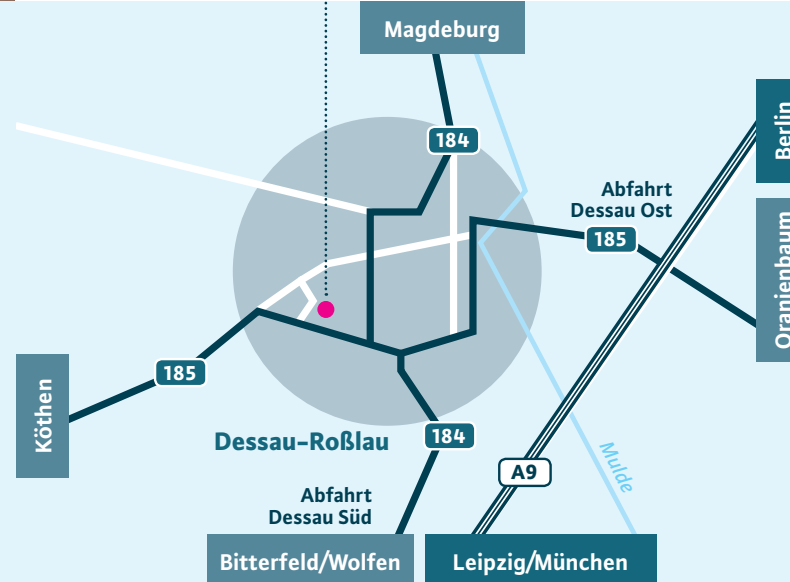 Magdeburg
Berlin
184
Abfahrt
Dessau Ost
185
Oranienbaum
185
Köthen
184
Dessau-Roßlau
A9
Mulde
Abfahrt
Dessau Süd
Bitterfeld/Wolfen
Leipzig/München